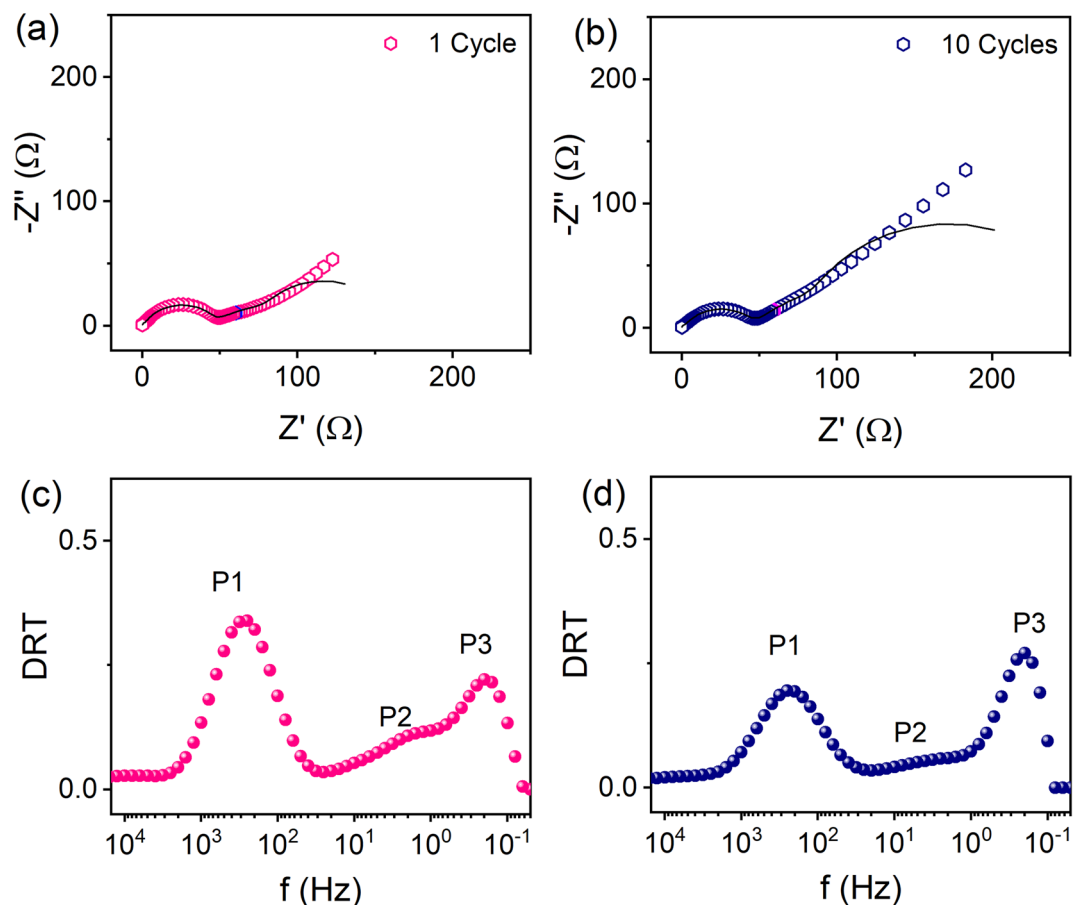 (a)
1 Cycle
200
100
0
-Z" (Ω)
0
100
200
Z' (Ω)
(b)
10 Cycles
200
100
0
-Z" (Ω)
0
100
200
Z' (Ω)
(c)
P1
P2
P3
0.5
0.0
DRT
10⁴
10³
10²
10¹
10⁰
10⁻¹
f (Hz)
(d)
P1
P2
P3
0.5
0.0
DRT
10⁴
10³
10²
10¹
10⁰
10⁻¹
f (Hz)